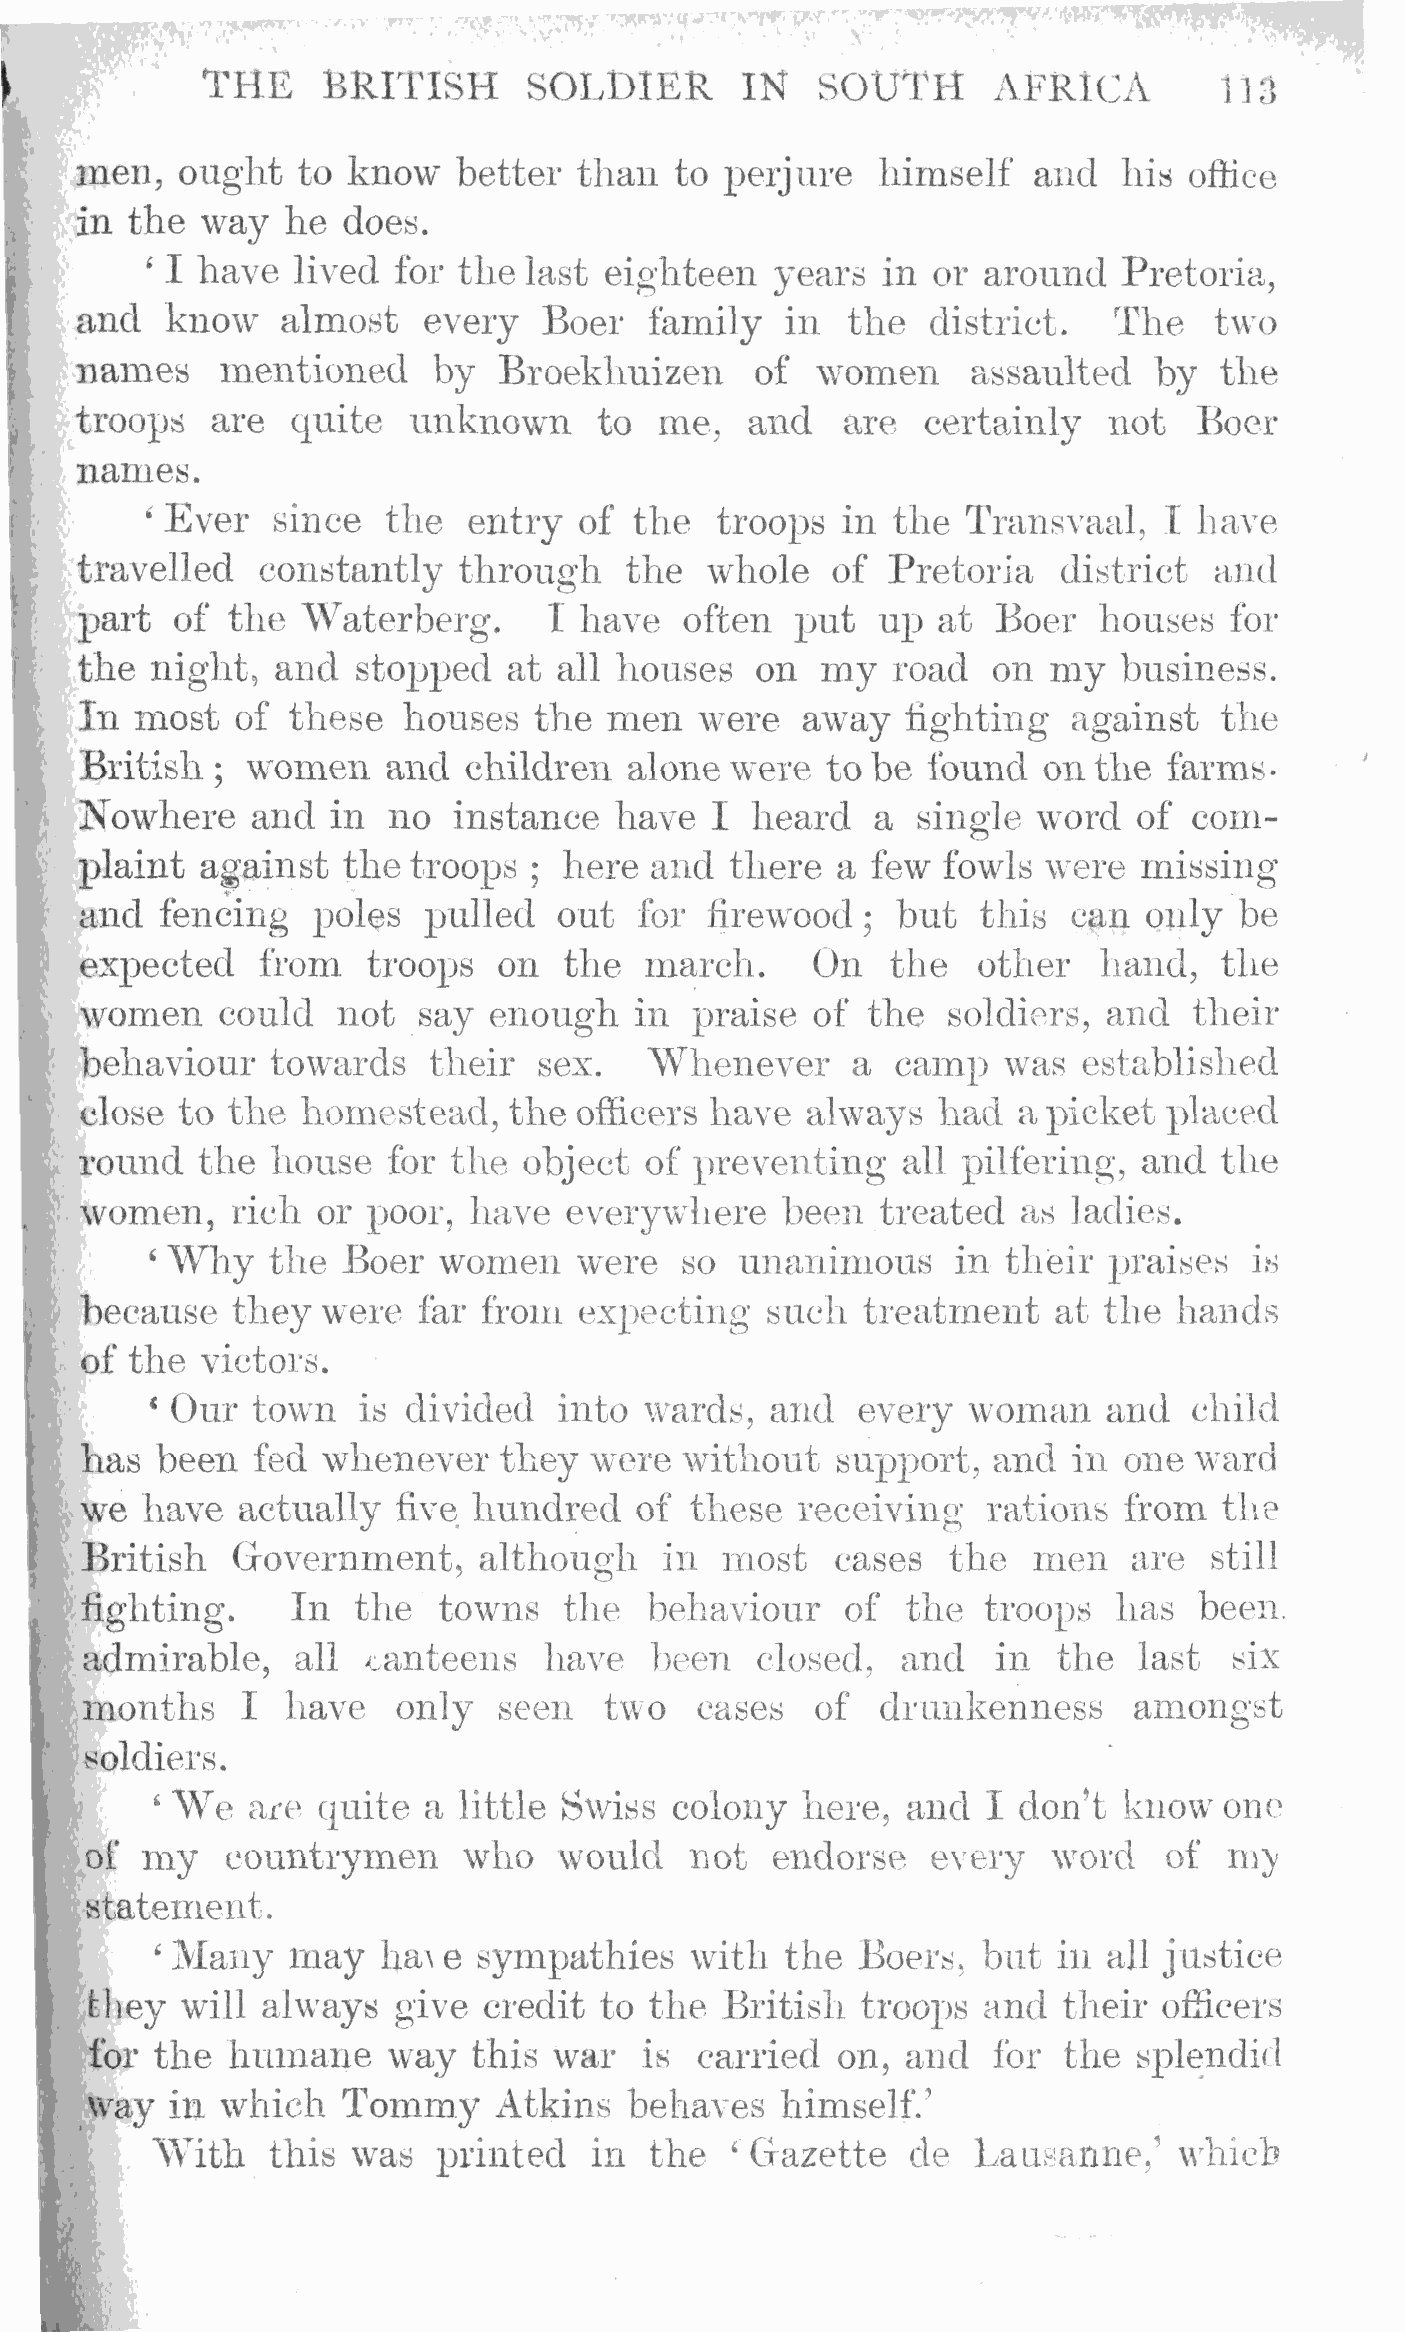 THE BRITISH SOLDIER IN SOUTH AFRICA 113
men, ought to know better than to perjure himself and his office
in the way he does.
‘ I have lived for the last eighteen years in or around Pretoria,
and know almost every Boer family in the district. The two
names mentioned by Broekhuizen of women assaulted by the
troops are quite unknown to me, and are certainly not Boer
names.
‘ Ever since the entry of the troops in the Transvaal, I have
travelled constantly through the whole of Pretoria district and
part of the Waterberg. I have often put up at Boer houses for
the night, and stopped at all houses on my road on my business.
In most of these houses the men were away fighting against the
British ; women and children alone were to be found on the farms.
Nowhere and in no instance have I heard a single word of com-
plaint against the troops ; here and there a few fowls were missing
and fencing poles pulled out for firewood ; but this can only be
expected from troops on the march. On the other hand, the
women could not say enough in praise of the soldiers, and their
behaviour towards their sex. Whenever a camp was established
close to the homestead, the officers have always had a picket placed
round the house for the object of preventing all pilfering, and the
women, rich or poor, have everywhere been treated as ladies.
‘ Why the Boer women were so unanimous in their praises is
because they were far from expecting such treatment at the hands
of the victors.
‘ Our town is divided into wards, and every woman and child
has been fed whenever they were without support, and in one ward
we have actually five hundred of these receiving rations from the
British Government, although in most cases the men are still
fighting. In the towns the behaviour of the troops has been
admirable, all canteens have been closed, and in the last six
months I have only seen two cases of drunkenness amongst
soldiers.
‘ We are quite a little Swiss colony here, and I don't know one
of my countrymen who would not endorse every word of my
statement.
‘ Many may have sympathies with the Boers, but in all justice
they will always give credit to the British troops and their officers
for the humane way this war is carried on, and for the splendid
way in which Tommy Atkins behaves himself.’
With this was printed in the ‘ Gazette de Lausanne,’ which